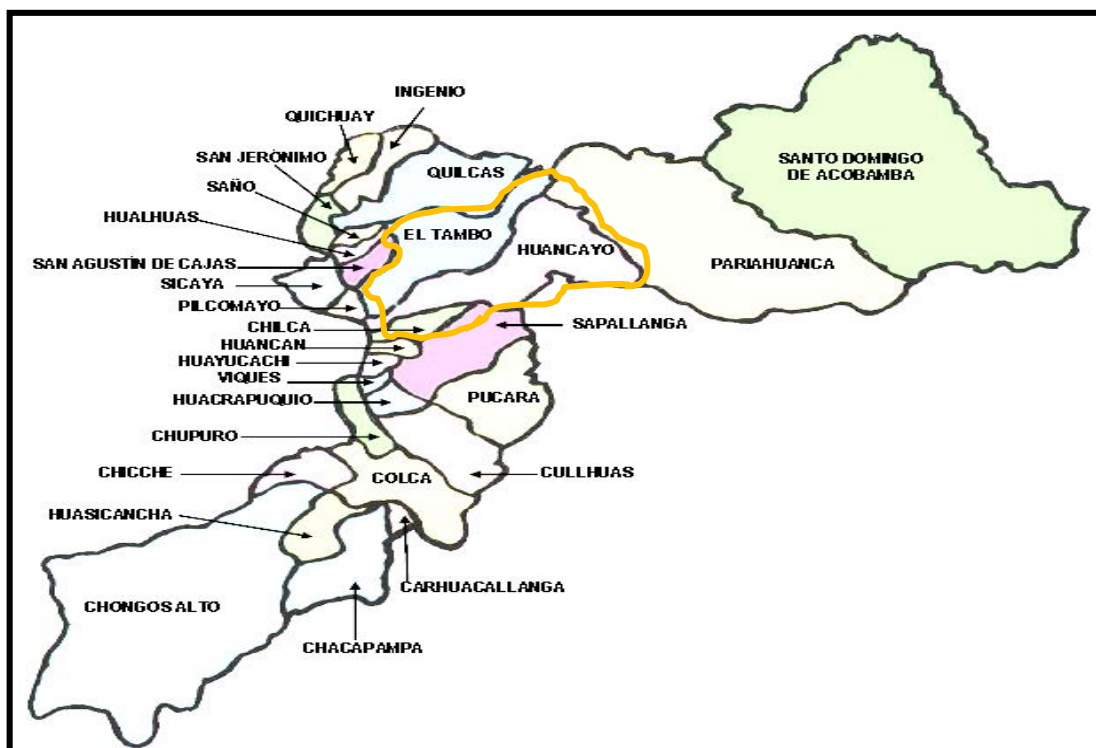 INGENIO
QUICHUAY
SAN JERÓNIMO
SAÑO
HUALHUAS
SAN AGUSTÍN DE CAJAS
SICAYA
PILCOMAYO
CHILCA
HUANCAN
HUAYUCACHI
VIQUES
HUACRAPUQUIO
CHUPURO
CHICCHE
HUASICANCHA
CHONGOS ALTO
QUILCAS
EL TAMBO
HUANCAYO
SANTO DOMINGO
DE ACOBAMBA
PARIAHUANCA
SAPALLANGA
PUCARA
CULLHUAS
COLCA
CARHUACALLANGA
CHACAPAMPA